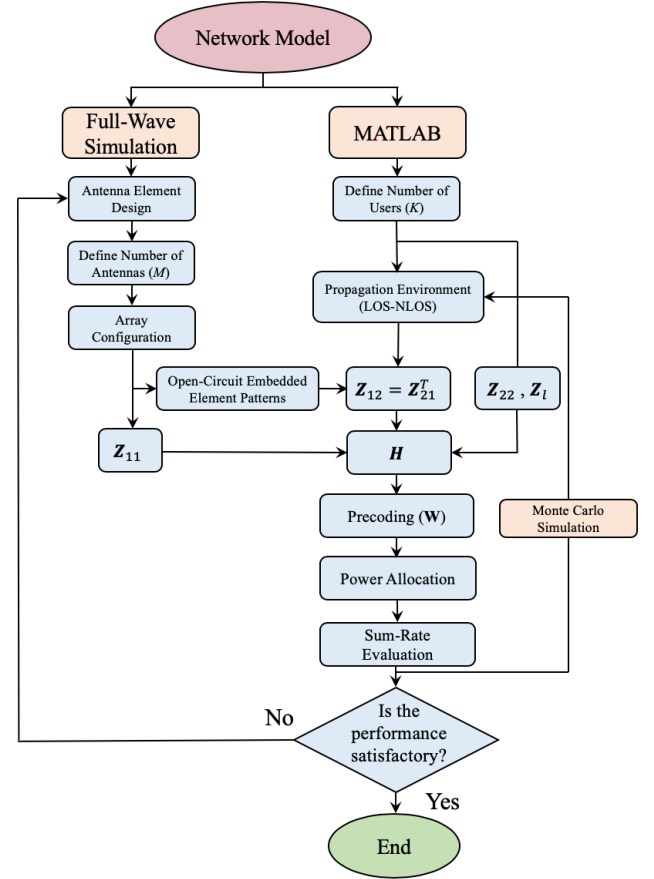 Network Model
Full-Wave
Simulation
MATLAB
Antenna Element
Design
Define Number of
Users (K)
Define Number of
Antennas (M)
Propagation Environment
(LOS-NLOS)
Array
Configuration
Open-Circuit Embedded
Element Patterns
Z₁₂ = Z₂₁ᵀ
Z₂₂ , Zₗ
Z₁₁
H
Precoding (W)
Monte Carlo
Simulation
Power Allocation
Sum-Rate
Evaluation
No
Is the
performance
satisfactory?
Yes
End